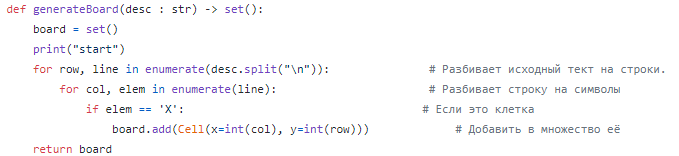 def generateBoard(desc : str) -> set():
    board = set()
    print("start")
    for row, line in enumerate(desc.split("\n")):               # Разбивает исходный тект на строки.
        for col, elem in enumerate(line):                       # Разбивает строку на символы
            if elem == 'X':                                    # Если это клетка
                board.add(Cell(x=int(col), y=int(row)))             # Добавить в множество её
    return board